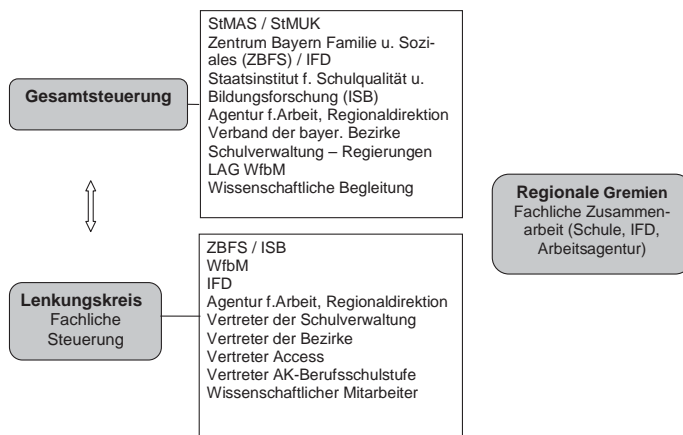 Gesamtsteuerung
StMAS / StMUK
Zentrum Bayern Familie u. Sozi-
ales (ZBFS) / IFD
Staatsinstitut f. Schulqualität u.
Bildungsforschung (ISB)
Agentur f.Arbeit, Regionaldirektion
Verband der bayer. Bezirke
Schulverwaltung – Regierungen
LAG WfbM
Wissenschaftliche Begleitung
Regionale Gremien
Fachliche Zusammen-
arbeit (Schule, IFD,
Arbeitsagentur)
Lenkungskreis
Fachliche
Steuerung
ZBFS / ISB
WfbM
IFD
Agentur f.Arbeit, Regionaldirektion
Vertreter der Schulverwaltung
Vertreter der Bezirke
Vertreter Access
Vertreter AK-Berufsschulstufe
Wissenschaftlicher Mitarbeiter